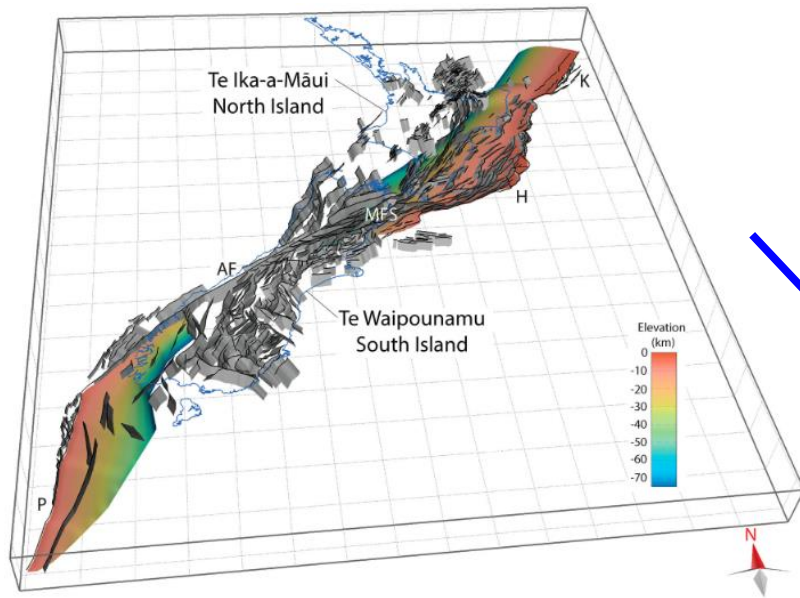 Te Ika-a-Māui
North Island
K
H
MFS
AF
Te Waipounamu
South Island
P
Elevation
(km)
0
-10
-20
-30
-40
-50
-60
-70
N